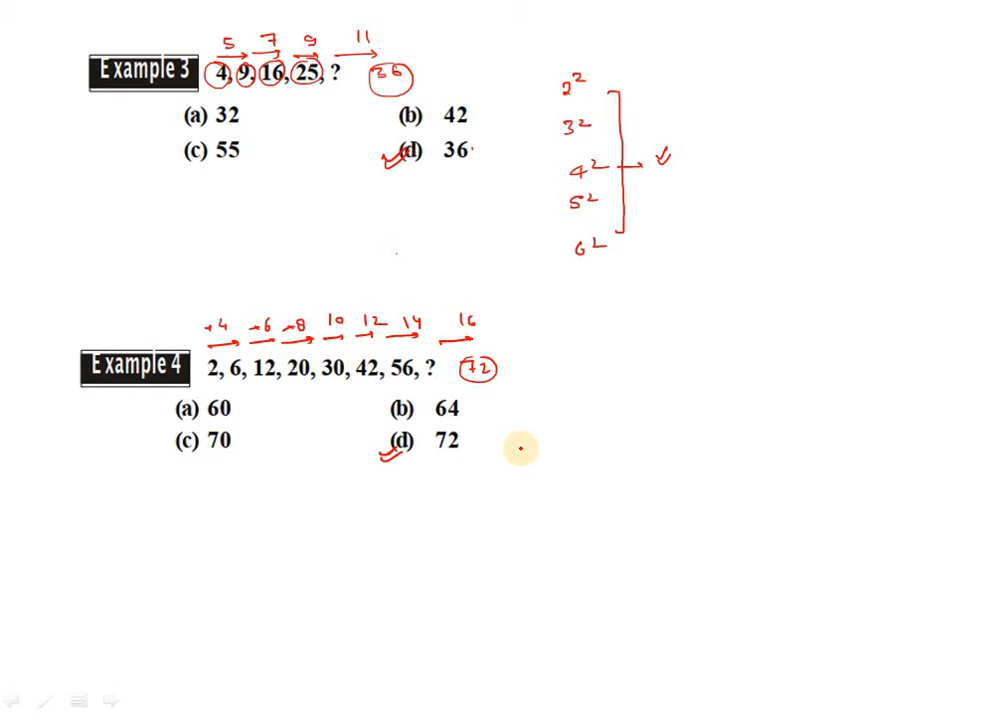 5 7 9 11
Example 3 4, 9, 16, 25, ? 36
(a) 32 (b) 42
(c) 55 (d) 36
2²
3²
4²
5²
6²
+4 +6 +8 10 12 14 16
Example 4 2, 6, 12, 20, 30, 42, 56, ? 72
(a) 60 (b) 64
(c) 70 (d) 72